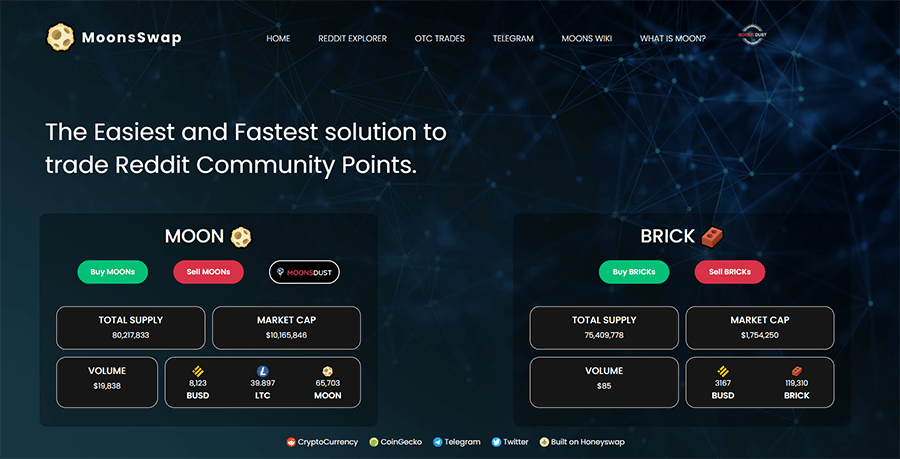 MoonsSwap
HOME REDDIT EXPLORER OTC TRADES TELEGRAM MOONS WIKI WHAT IS MOON? MOONS DUST
The Easiest and Fastest solution to
trade Reddit Community Points.
MOON
Buy MOONs Sell MOONs MOONSDUST
TOTAL SUPPLY
80,217,833
MARKET CAP
$10,165,846
VOLUME
$19,838
8,123 39.897 65,703
BUSD LTC MOON
BRICK
Buy BRICKs Sell BRICKs
TOTAL SUPPLY
75,409,778
MARKET CAP
$1,754,250
VOLUME
$85
3167 119,310
BUSD BRICK
CryptoCurrency CoinGecko Telegram Twitter Built on Honeyswap